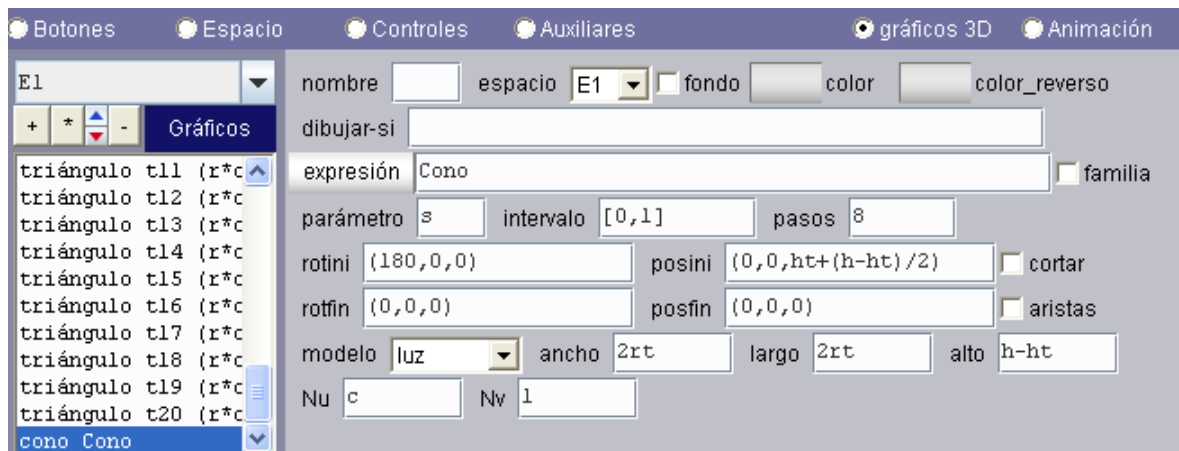 Botones Espacio Controles Auxiliares gráficos 3D Animación
E1
+ * - Gráficos
triángulo t11 (r*c
triángulo t12 (r*c
triángulo t13 (r*c
triángulo t14 (r*c
triángulo t15 (r*c
triángulo t16 (r*c
triángulo t17 (r*c
triángulo t18 (r*c
triángulo t19 (r*c
triángulo t20 (r*c
cono Cono
nombre espacio E1 fondo color color_reverso
dibujar-si
expresión Cono familia
parámetro s intervalo [0,1] pasos 8
rotini (180,0,0) posini (0,0,ht+(h-ht)/2) cortar
rotfin (0,0,0) posfin (0,0,0) aristas
modelo luz ancho 2rt largo 2rt alto h-ht
Nu c Nv 1